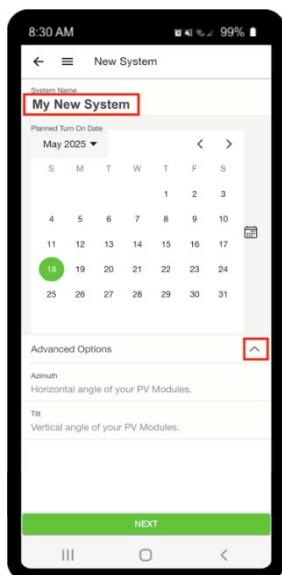 8:30 AM 99%
New System
System Name
My New System
Planned Turn On Date
May 2025
S M T W T F S
1 2 3
4 5 6 7 8 9 10
11 12 13 14 15 16 17
18 19 20 21 22 23 24
25 26 27 28 29 30 31
Advanced Options
Azimuth
Horizontal angle of your PV Modules.
Tilt
Vertical angle of your PV Modules.
NEXT